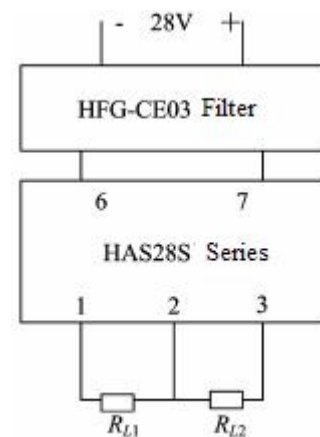 - 28V +
HFG-CE03 Filter
6 7
HAS28S Series
1 2 3
RL1 RL2